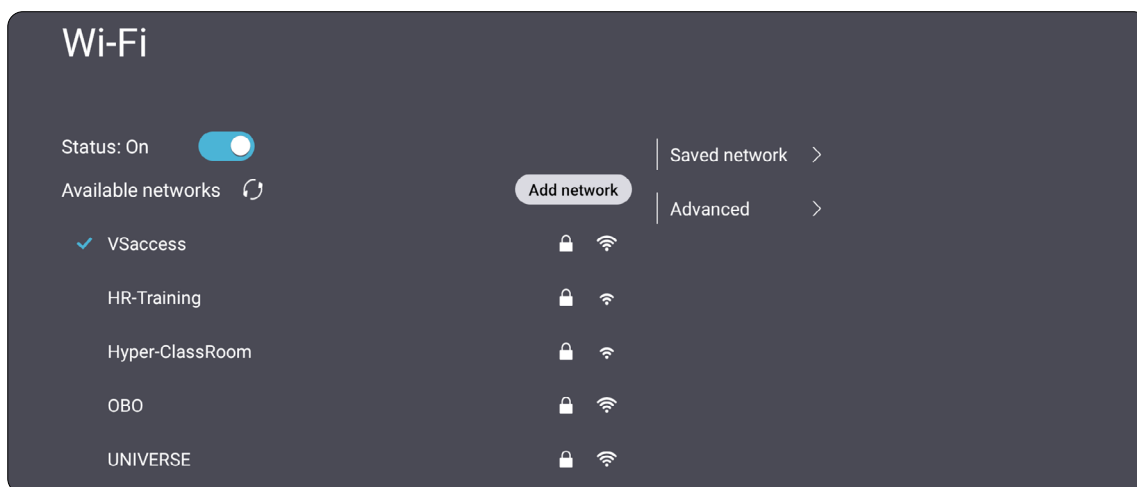 Wi-Fi
Status: On
Available networks
Add network
VSaccess
HR-Training
Hyper-ClassRoom
OBO
UNIVERSE
Saved network
Advanced